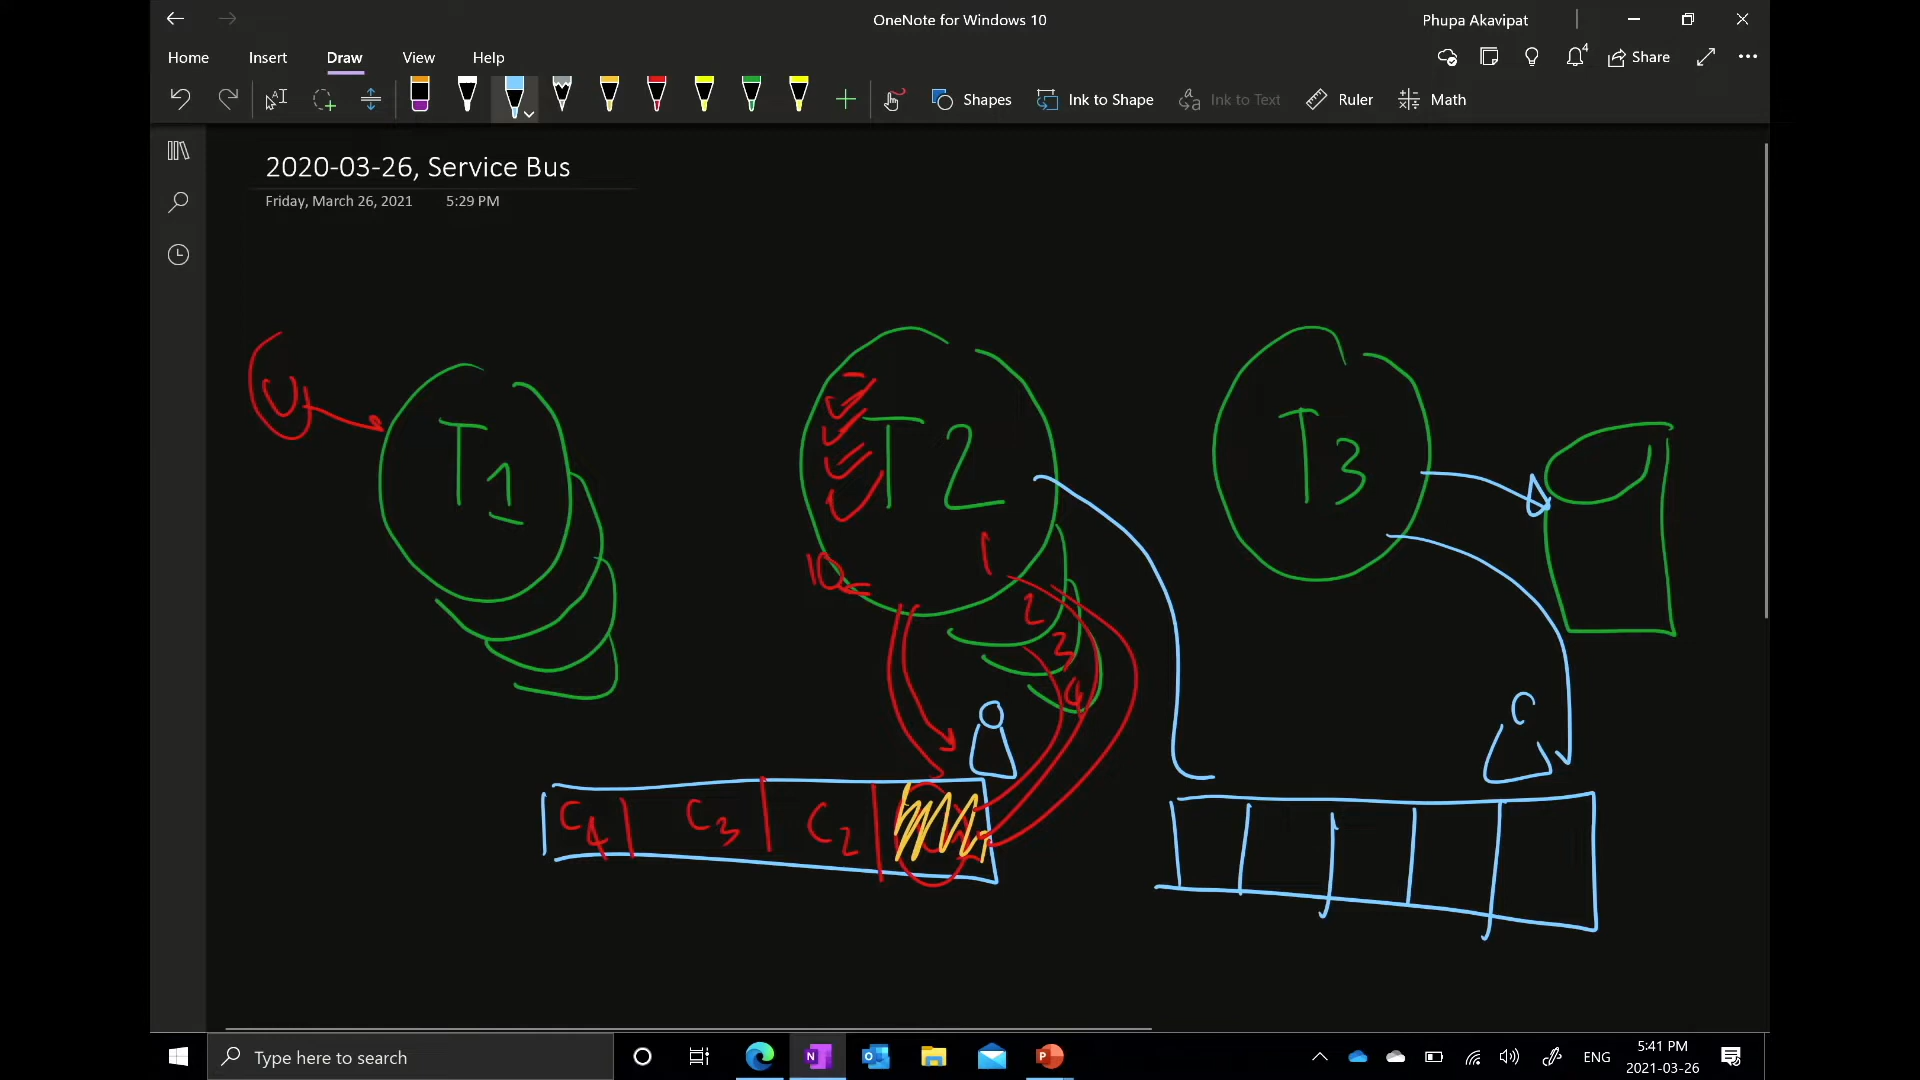 OneNote for Windows 10
Phupa Akavipat
Home Insert Draw View Help
4
Share
Shapes
Ink to Shape
Ink to Text
Ruler
Math
2020-03-26, Service Bus
Friday, March 26, 2021 5:29 PM
U
T1
T2
T3
10
1
2
3
4
C4 C3 C2
Type here to search
ENG
5:41 PM
2021-03-26